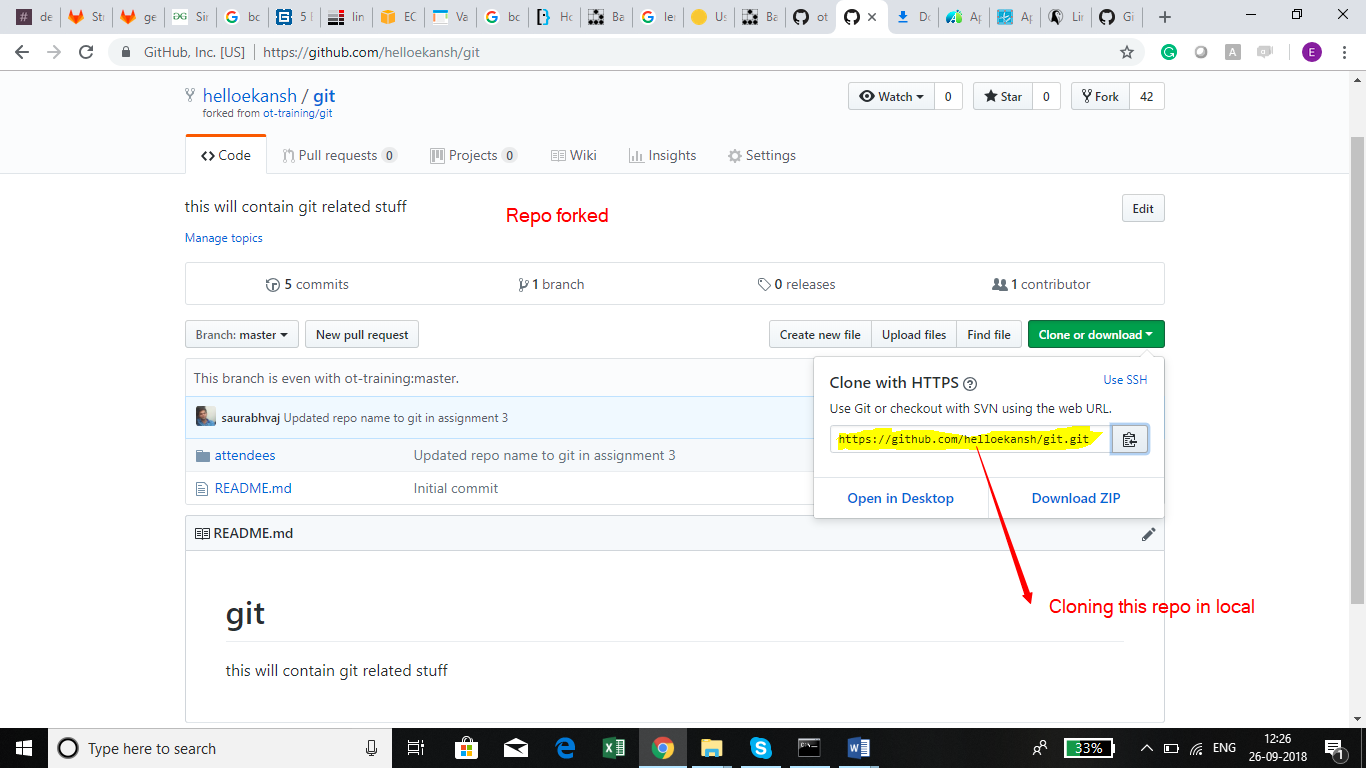 de
St
ge
Sin
bc
5 I
lin
EC
Va
bc
Ho
Ba
le
Us
Ba
ot
Do
Ap
Ap
Lin
Gi
GitHub, Inc. [US] | https://github.com/helloekansh/git
E
helloekansh / git
forked from ot-training/git
Watch 0 Star 0 Fork 42
Code Pull requests 0 Projects 0 Wiki Insights Settings
this will contain git related stuff
Repo forked
Edit
Manage topics
5 commits 1 branch 0 releases 1 contributor
Branch: master New pull request Create new file Upload files Find file Clone or download
This branch is even with ot-training:master.
saurabhvaj Updated repo name to git in assignment 3
attendees Updated repo name to git in assignment 3
README.md Initial commit
Clone with HTTPS
Use SSH
Use Git or checkout with SVN using the web URL.
https://github.com/helloekansh/git.git
Open in Desktop Download ZIP
README.md
Cloning this repo in local
git
this will contain git related stuff
Type here to search
33%
ENG
12:26
26-09-2018
1